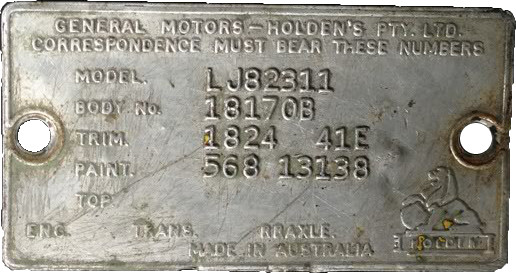 GENERAL MOTORS—HOLDEN'S PTY. LTD.
CORRESPONDENCE MUST BEAR THESE NUMBERS
MODEL. LJ82311
BODY No. 18170B
TRIM. 1824 41E
PAINT. 568 13138
TOP.
ENG. TRANS. RRAXLE.
HOLDEN
MADE IN AUSTRALIA